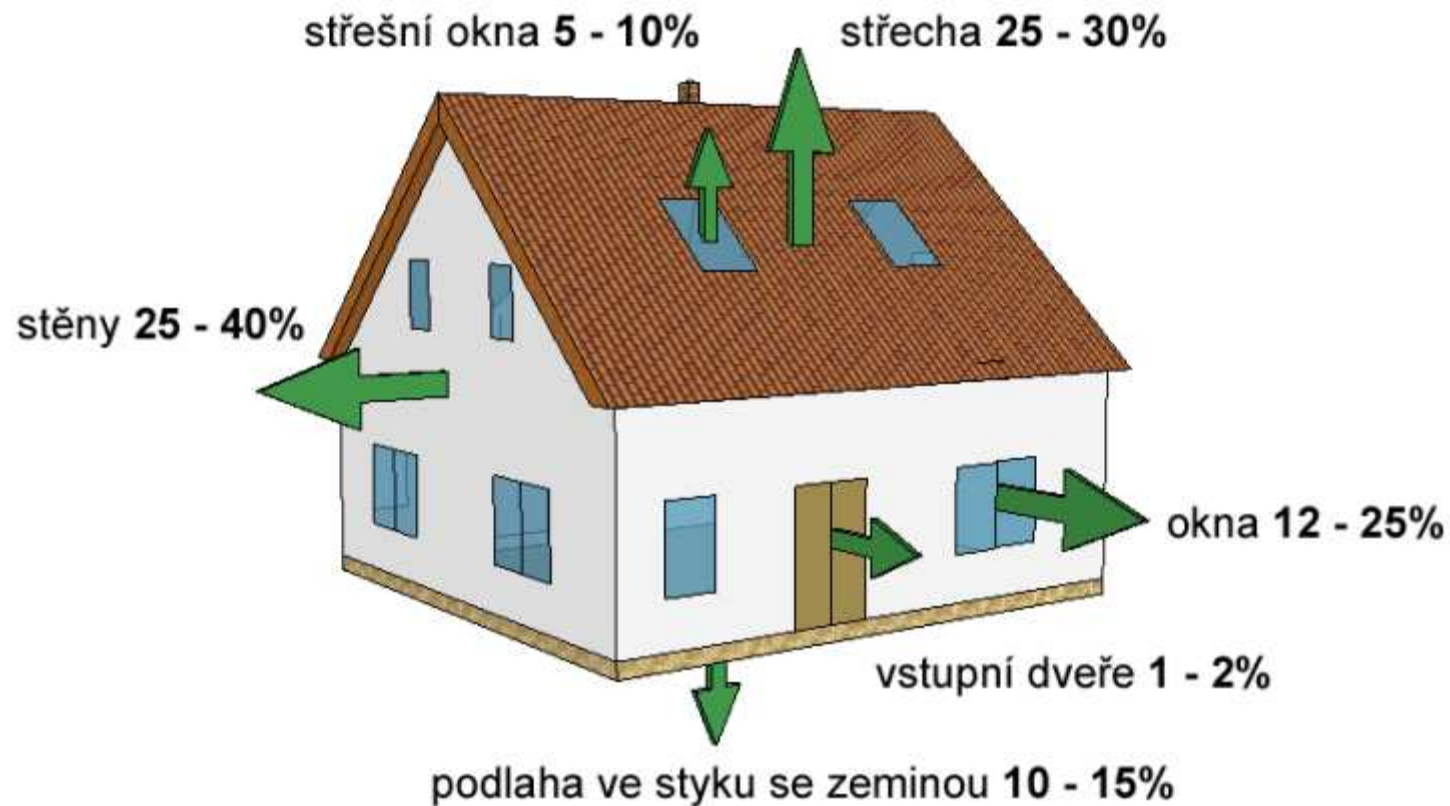 střešní okna 5 - 10%
střecha 25 - 30%
stěny 25 - 40%
okna 12 - 25%
vstupní dveře 1 - 2%
podlaha ve styku se zeminou 10 - 15%